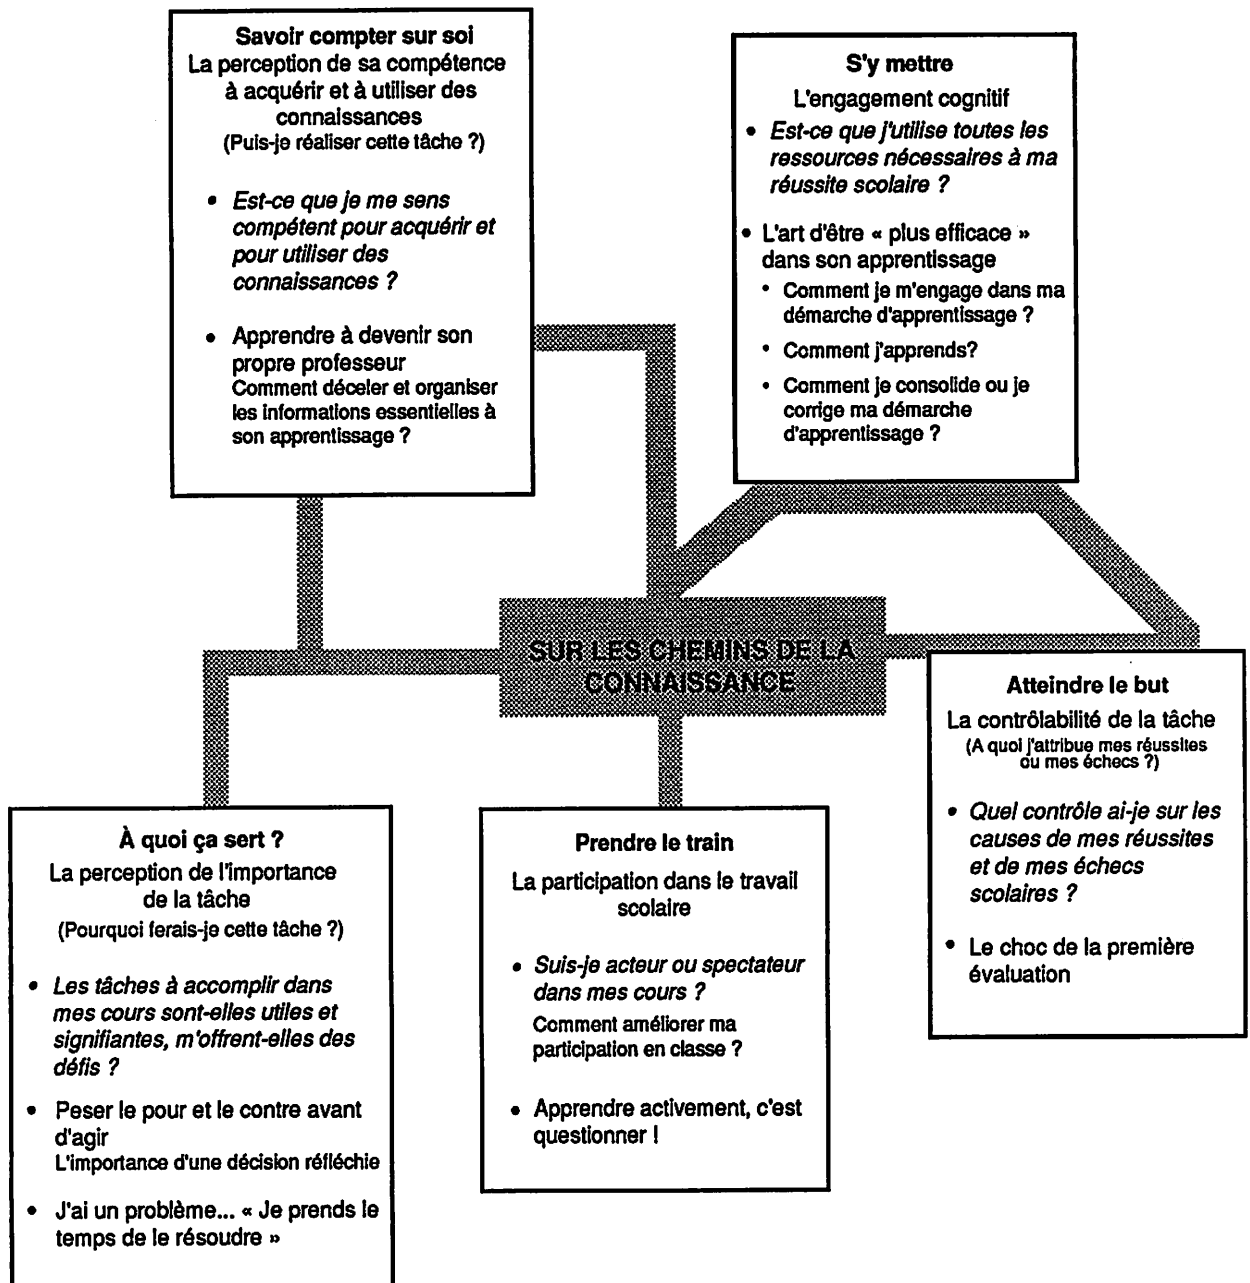 Savoir compter sur soi
La perception de sa compétence
à acquérir et à utiliser des
connaissances
(Puis-je réaliser cette tâche ?)
• Est-ce que je me sens
compétent pour acquérir et
pour utiliser des
connaissances ?
• Apprendre à devenir son
propre professeur
Comment déceler et organiser
les informations essentielles à
son apprentissage ?
S'y mettre
L'engagement cognitif
• Est-ce que j'utilise toutes les
ressources nécessaires à ma
réussite scolaire ?
• L'art d'être « plus efficace »
dans son apprentissage
• Comment je m'engage dans ma
démarche d'apprentissage ?
• Comment j'apprends?
• Comment je consolide ou je
corrige ma démarche
d'apprentissage ?
SUR LES CHEMINS DE LA
CONNAISSANCE
Atteindre le but
La contrôlabilité de la tâche
(A quoi j'attribue mes réussites
ou mes échecs ?)
• Quel contrôle ai-je sur les
causes de mes réussites
et de mes échecs
scolaires ?
• Le choc de la première
évaluation
À quoi ça sert ?
La perception de l'importance
de la tâche
(Pourquoi ferais-je cette tâche ?)
• Les tâches à accomplir dans
mes cours sont-elles utiles et
signifiantes, m'offrent-elles des
défis ?
• Peser le pour et le contre avant
d'agir
L'importance d'une décision réfléchie
• J'ai un problème... « Je prends le
temps de le résoudre »
Prendre le train
La participation dans le travail
scolaire
• Suis-je acteur ou spectateur
dans mes cours ?
Comment améliorer ma
participation en classe ?
• Apprendre activement, c'est
questionner !